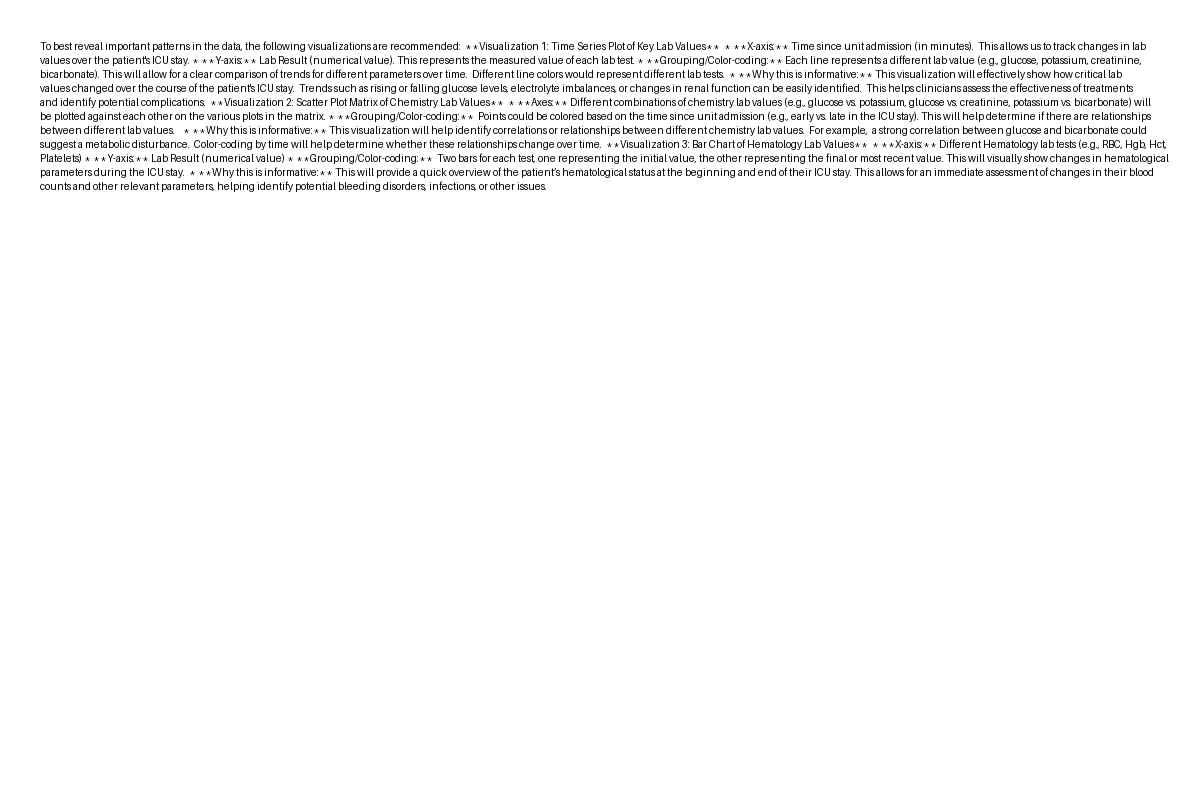 To best reveal important patterns in the data, the following visualizations are recommended:  **Visualization 1: Time Series Plot of Key Lab Values**  * **X-axis:** Time since unit admission (in minutes).  This allows us to track changes in lab
values over the patient's ICU stay. * **Y-axis:** Lab Result (numerical value). This represents the measured value of each lab test. * **Grouping/Color-coding:** Each line represents a different lab value (e.g., glucose, potassium, creatinine,
bicarbonate). This will allow for a clear comparison of trends for different parameters over time.  Different line colors would represent different lab tests.  * **Why this is informative:** This visualization will effectively show how critical lab
values changed over the course of the patient's ICU stay.  Trends such as rising or falling glucose levels, electrolyte imbalances, or changes in renal function can be easily identified.  This helps clinicians assess the effectiveness of treatments
and identify potential complications.  **Visualization 2: Scatter Plot Matrix of Chemistry Lab Values**  * **Axes:** Different combinations of chemistry lab values (e.g., glucose vs. potassium, glucose vs. creatinine, potassium vs. bicarbonate) will
be plotted against each other on the various plots in the matrix. * **Grouping/Color-coding:**  Points could be colored based on the time since unit admission (e.g., early vs. late in the ICU stay). This will help determine if there are relationships
between different lab values.   * **Why this is informative:** This visualization will help identify correlations or relationships between different chemistry lab values.  For example,  a strong correlation between glucose and bicarbonate could
suggest a metabolic disturbance.  Color-coding by time will help determine whether these relationships change over time.  **Visualization 3: Bar Chart of Hematology Lab Values**  * **X-axis:** Different Hematology lab tests (e.g., RBC, Hgb, Hct,
Platelets) * **Y-axis:** Lab Result (numerical value) * **Grouping/Color-coding:**  Two bars for each test, one representing the initial value, the other representing the final or most recent value. This will visually show changes in hematological
parameters during the ICU stay.  * **Why this is informative:** This will provide a quick overview of the patient's hematological status at the beginning and end of their ICU stay. This allows for an immediate assessment of changes in their blood
counts and other relevant parameters, helping identify potential bleeding disorders, infections, or other issues.